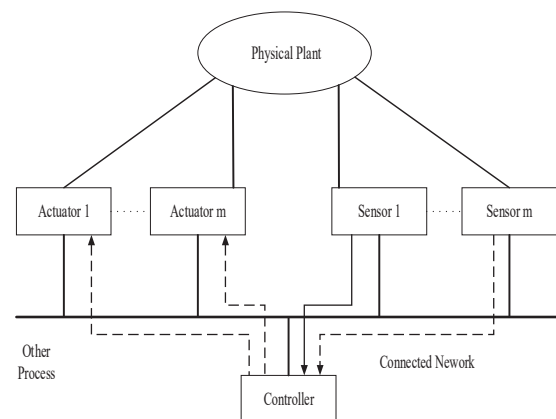 Physical Plant
Actuator 1
Actuator m
Sensor 1
Sensor m
Other
Process
Connected Nework
Controller